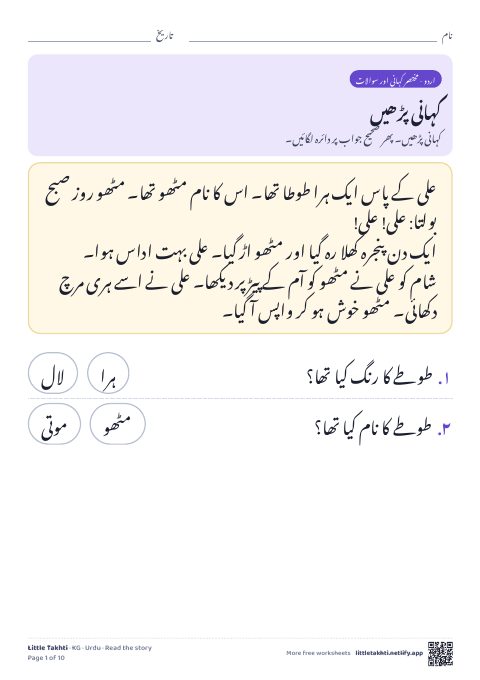 نام
تاریخ
اردو · مختصر کہانی اور سوالات
کہانی پڑھیں
کہانی پڑھیں۔ پھر صحیح جواب پر دائرہ لگائیں۔
علی کے پاس ایک ہرا طوطا تھا۔ اس کا نام مٹھو تھا۔ مٹھو روز صبح
بولتا: علی! علی!
ایک دن پنجرہ کھلا رہ گیا اور مٹھو اڑ گیا۔ علی بہت اداس ہوا۔
شام کو علی نے مٹھو کو آم کے پیڑ پر دیکھا۔ علی نے اسے ہری مرچ
دکھائی۔ مٹھو خوش ہو کر واپس آ گیا۔
۱. طوطے کا رنگ کیا تھا؟ ہرا لال
۲. طوطے کا نام کیا تھا؟ مٹھو موتی
Little Takhti · KG · Urdu · Read the story
Page 1 of 10
More free worksheets littletakhti.netlify.app